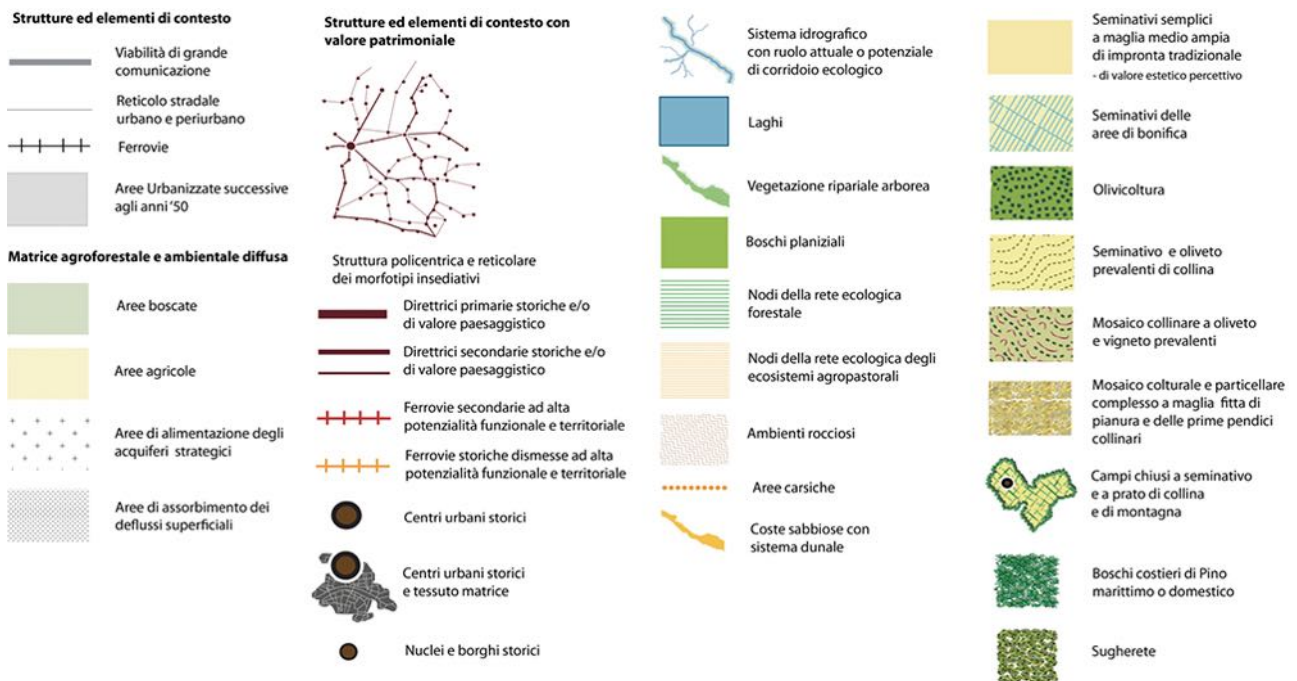 Strutture ed elementi di contesto
Viabilità di grande
comunicazione
Reticolo stradale
urbano e periurbano
Ferrovie
Aree Urbanizzate successive
agli anni '50
Matrice agroforestale e ambientale diffusa
Aree boscate
Aree agricole
Aree di alimentazione degli
acquiferi strategici
Aree di assorbimento dei
deflussi superficiali
Strutture ed elementi di contesto con
valore patrimoniale
Struttura policentrica e reticolare
dei morfotipi insediativi
Direttrici primarie storiche e/o
di valore paesaggistico
Direttrici secondarie storiche e/o
di valore paesaggistico
Ferrovie secondarie ad alta
potenzialità funzionale e territoriale
Ferrovie storiche dismesse ad alta
potenzialità funzionale e territoriale
Centri urbani storici
Centri urbani storici
e tessuto matrice
Nuclei e borghi storici
Sistema idrografico
con ruolo attuale o potenziale
di corridoio ecologico
Laghi
Vegetazione ripariale arborea
Boschi planiziali
Nodi della rete ecologica
forestale
Nodi della rete ecologica degli
ecosistemi agropastorali
Ambienti rocciosi
Aree carsiche
Coste sabbiose con
sistema dunale
Seminativi semplici
a maglia medio ampia
di impronta tradizionale
- di valore estetico percettivo
Seminativi delle
aree di bonifica
Olivicoltura
Seminativo e oliveto
prevalenti di collina
Mosaico collinare a oliveto
e vigneto prevalenti
Mosaico colturale e particellare
complesso a maglia fitta di
pianura e delle prime pendici
collinari
Campi chiusi a seminativo
e a prato di collina
e di montagna
Boschi costieri di Pino
marittimo o domestico
Sugherete